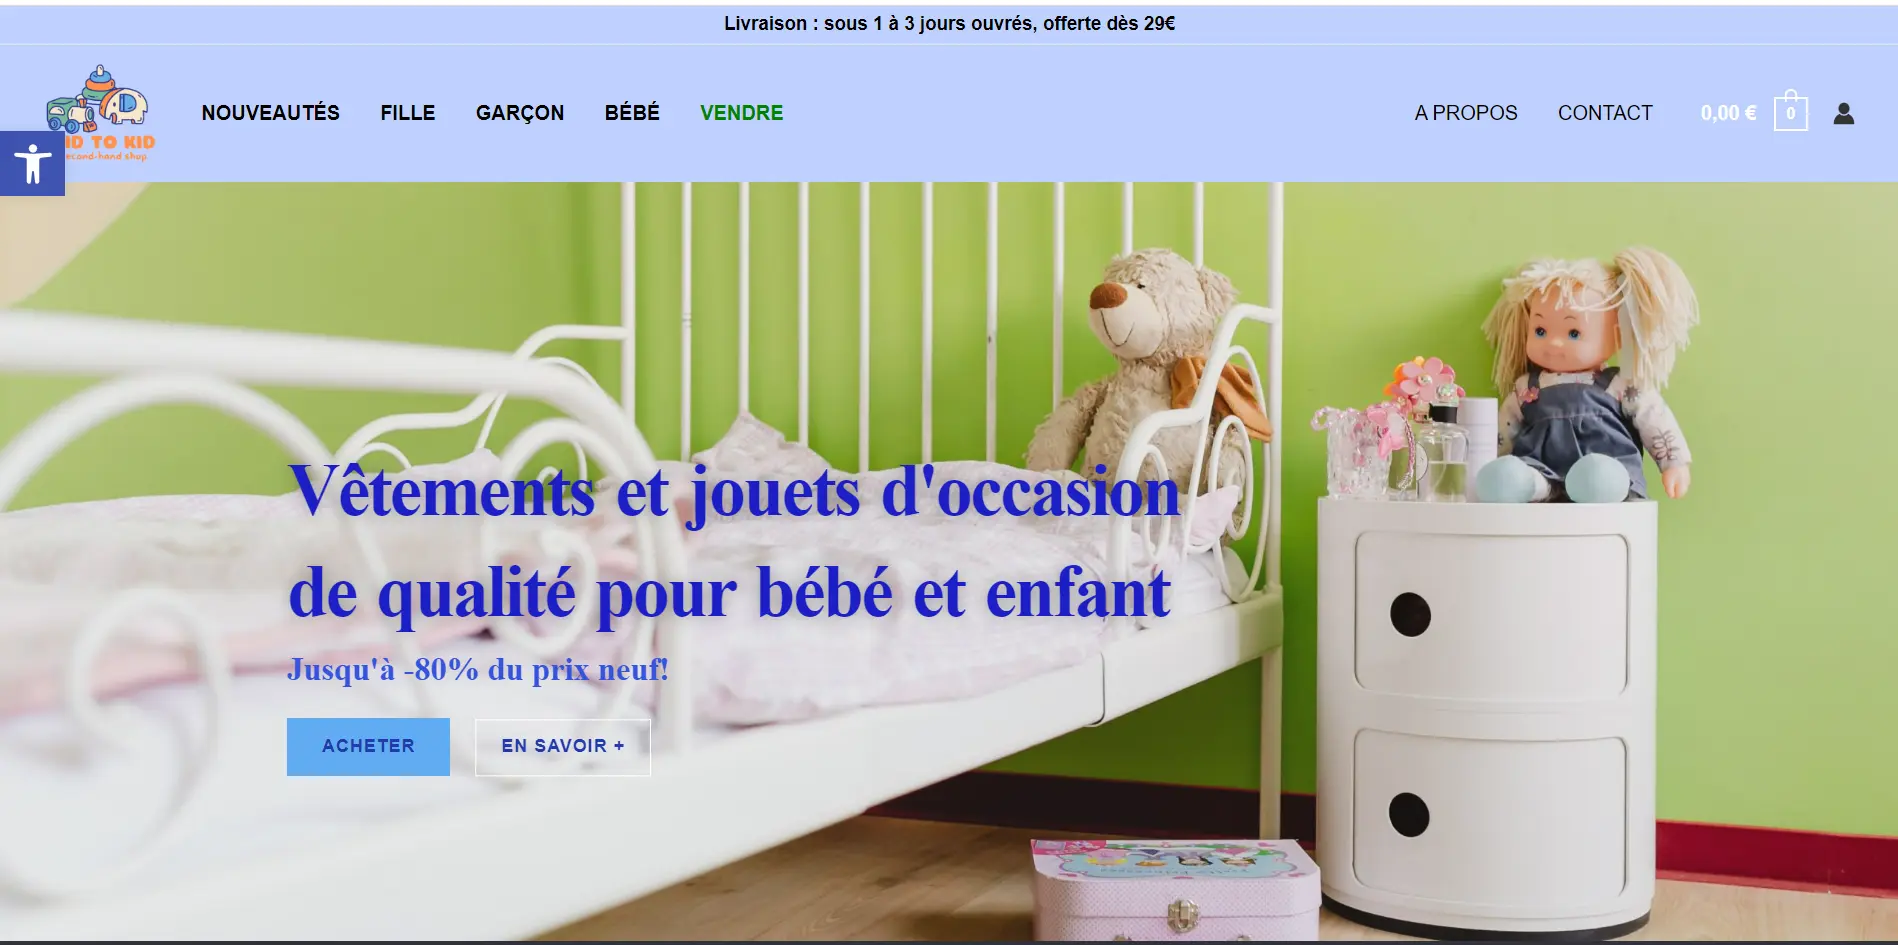 Livraison : sous 1 à 3 jours ouvrés, offerte dès 29€
NOUVEAUTÉS FILLE GARÇON BÉBÉ VENDRE
A PROPOS CONTACT 0,00 € 0
TO KID
hand shop
Vêtements et jouets d'occasion
de qualité pour bébé et enfant
Jusqu'à -80% du prix neuf!
ACHETER EN SAVOIR +